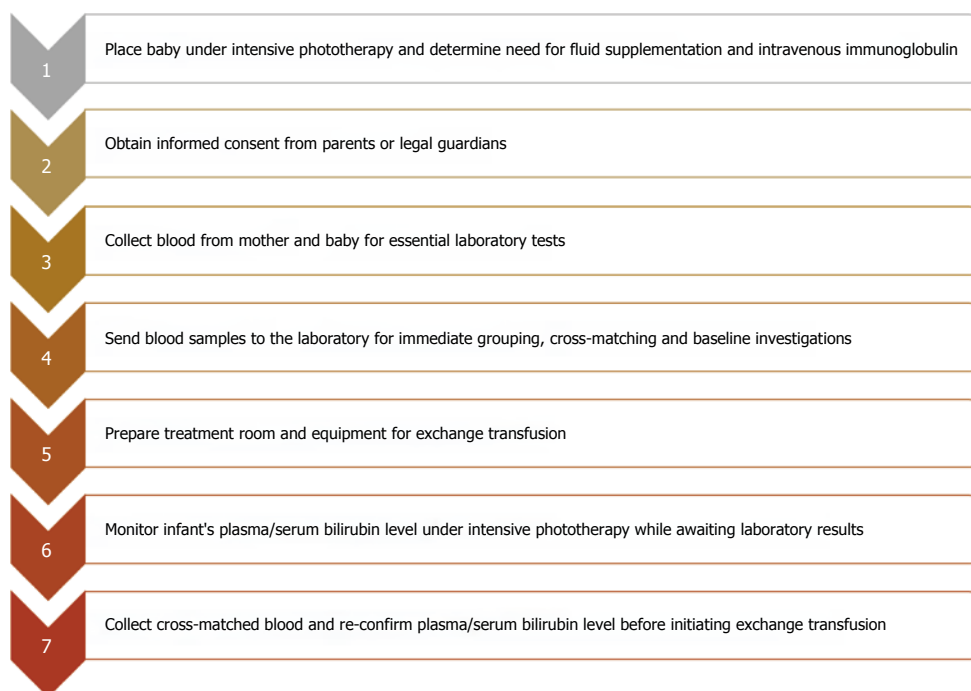 1
Place baby under intensive phototherapy and determine need for fluid supplementation and intravenous immunoglobulin
2
Obtain informed consent from parents or legal guardians
3
Collect blood from mother and baby for essential laboratory tests
4
Send blood samples to the laboratory for immediate grouping, cross-matching and baseline investigations
5
Prepare treatment room and equipment for exchange transfusion
6
Monitor infant's plasma/serum bilirubin level under intensive phototherapy while awaiting laboratory results
7
Collect cross-matched blood and re-confirm plasma/serum bilirubin level before initiating exchange transfusion